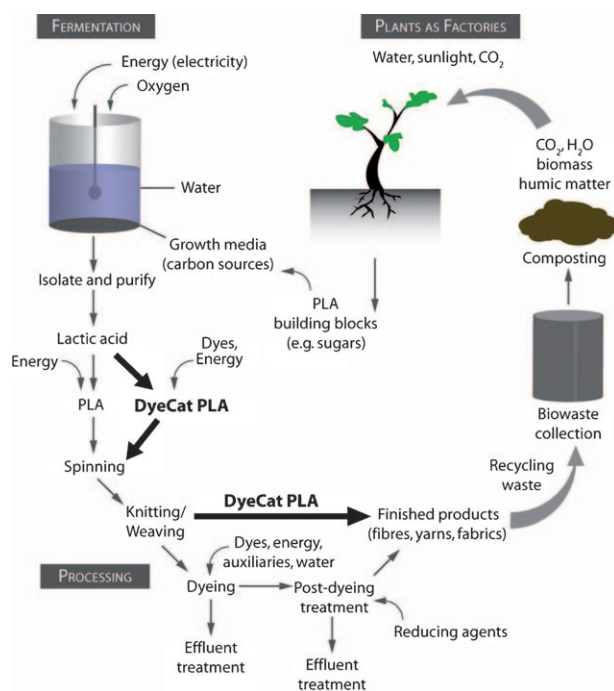 FERMENTATION
Energy (electricity)
Oxygen
Water
Growth media
(carbon sources)
Isolate and purify
Lactic acid
Energy
Dyes,
Energy
PLA
DyeCat PLA
Spinning
Knitting/
Weaving
DyeCat PLA
PLANTS AS FACTORIES
Water, sunlight, CO₂
PLA
building blocks
(e.g. sugars)
CO₂, H₂O
biomass
humic matter
Composting
Biowaste
collection
Recycling
waste
Finished products
(fibres, yarns, fabrics)
PROCESSING
Dyes, energy,
auxiliaries, water
Dyeing
Post-dyeing
treatment
Reducing agents
Effluent
treatment
Effluent
treatment